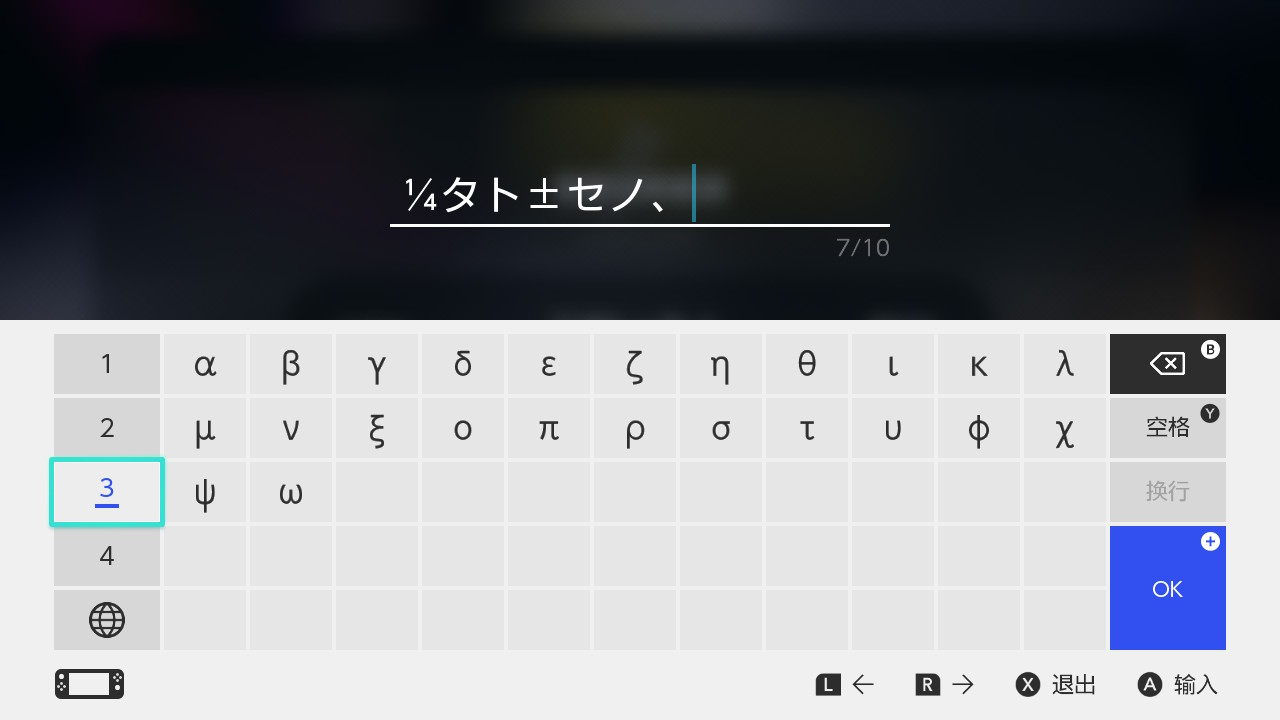 ¼タト±セノ、
7/10
1 α β γ δ ε ζ η θ ι κ λ B
2 μ ν ξ ο π ρ σ τ υ φ χ 空格 Y
3 ψ ω 换行
4
+
OK
L ← R → X 退出 A 输入